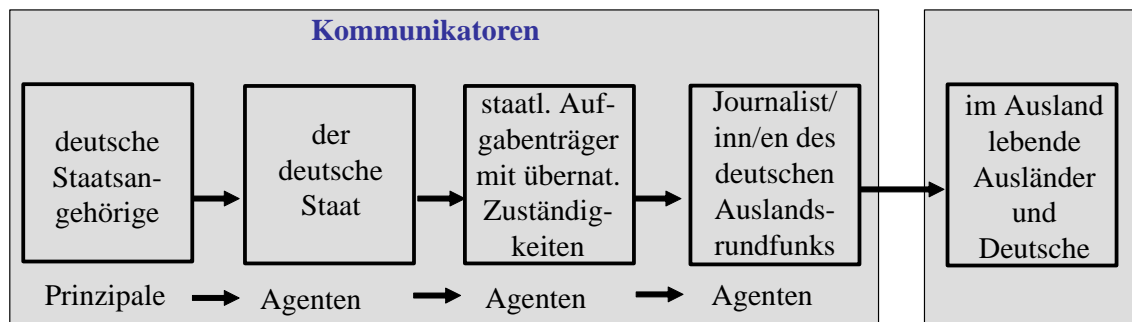 Kommunikatoren
deutsche
Staatsan-
gehörige
der
deutsche
Staat
staatl. Auf-
gabenträger
mit übernat.
Zuständig-
keiten
Journalist/
inn/en des
deutschen
Auslands-
rundfunks
im Ausland
lebende
Ausländer
und
Deutsche
Prinzipale
Agenten
Agenten
Agenten